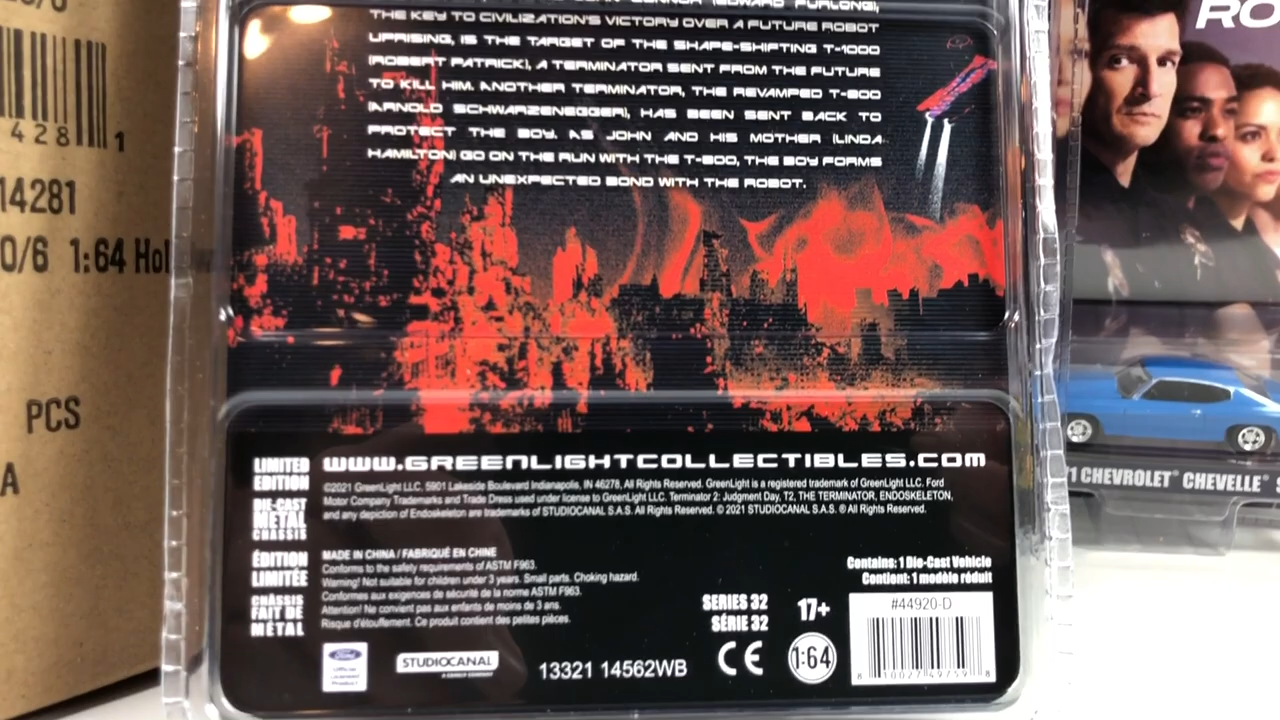 THE KEY TO CIVILIZATION'S VICTORY OVER A FUTURE ROBOT
UPRISING, IS THE TARGET OF THE SHAPE-SHIFTING T-1000
(ROBERT PATRICK), A TERMINATOR SENT FROM THE FUTURE
TO KILL HIM. ANOTHER TERMINATOR, THE REVAMPED T-800
(ARNOLD SCHWARZENEGGER), HAS BEEN SENT BACK TO
PROTECT THE BOY. AS JOHN AND HIS MOTHER (LINDA
HAMILTON) GO ON THE RUN WITH THE T-800, THE BOY FORMS
AN UNEXPECTED BOND WITH THE ROBOT.
LIMITED
EDITION
DIE-CAST
METAL
CHASSIS
ÉDITION
LIMITÉE
CHÂSSIS
FAIT DE
MÉTAL
WWW.GREENLIGHTCOLLECTIBLES.COM
©2021 GreenLight LLC, 5901 Lakeside Boulevard Indianapolis, IN 46278, All Rights Reserved. GreenLight is a registered trademark of GreenLight LLC. Ford
Motor Company Trademarks and Trade Dress used under license to GreenLight LLC. Terminator 2: Judgment Day, T2, THE TERMINATOR, ENDOSKELETON,
and any depiction of Endoskeleton are trademarks of STUDIOCANAL S.A.S. All Rights Reserved. © 2021 STUDIOCANAL S.A.S. ® All Rights Reserved.
MADE IN CHINA / FABRIQUÉ EN CHINE
Conforms to the safety requirements of ASTM F963.
Warning! Not suitable for children under 3 years. Small parts. Choking hazard.
Conformes aux exigences de sécurité de la norme ASTM F963.
Attention! Ne convient pas aux enfants de moins de 3 ans.
Risque d'étouffement. Ce produit contient des petites pièces.
Contains: 1 Die-Cast Vehicle
Contient: 1 modèle réduit
SERIES 32
SÉRIE 32
17+
CE
1:64
#44920-D
Ford
Official
Licensed
Product
STUDIOCANAL
13321 14562WB
428 1
14281
0/6 1:64 Hol
PCS
A
RO
1 CHEVROLET CHEVELLE S